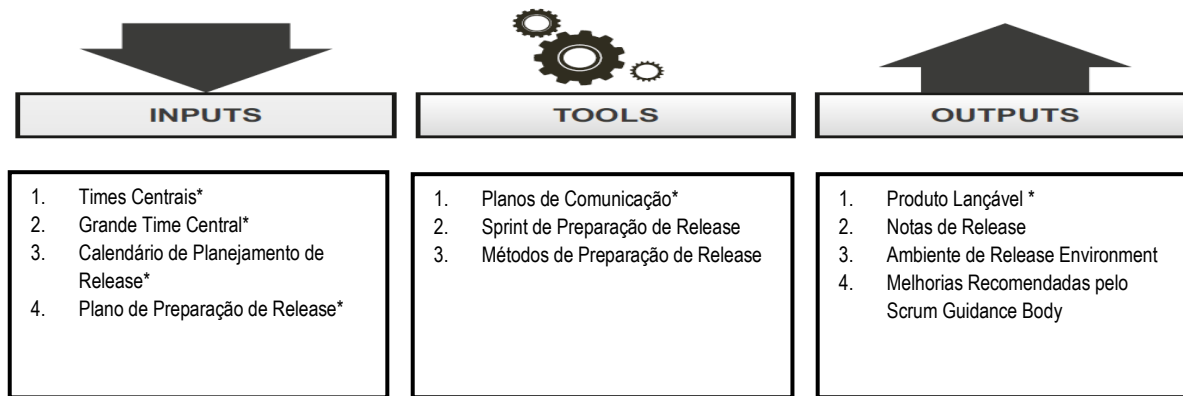 INPUTS
1. Times Centrais*
2. Grande Time Central*
3. Calendário de Planejamento de
Release*
4. Plano de Preparação de Release*
TOOLS
1. Planos de Comunicação*
2. Sprint de Preparação de Release
3. Métodos de Preparação de Release
OUTPUTS
1. Produto Lançável *
2. Notas de Release
3. Ambiente de Release Environment
4. Melhorias Recomendadas pelo
Scrum Guidance Body